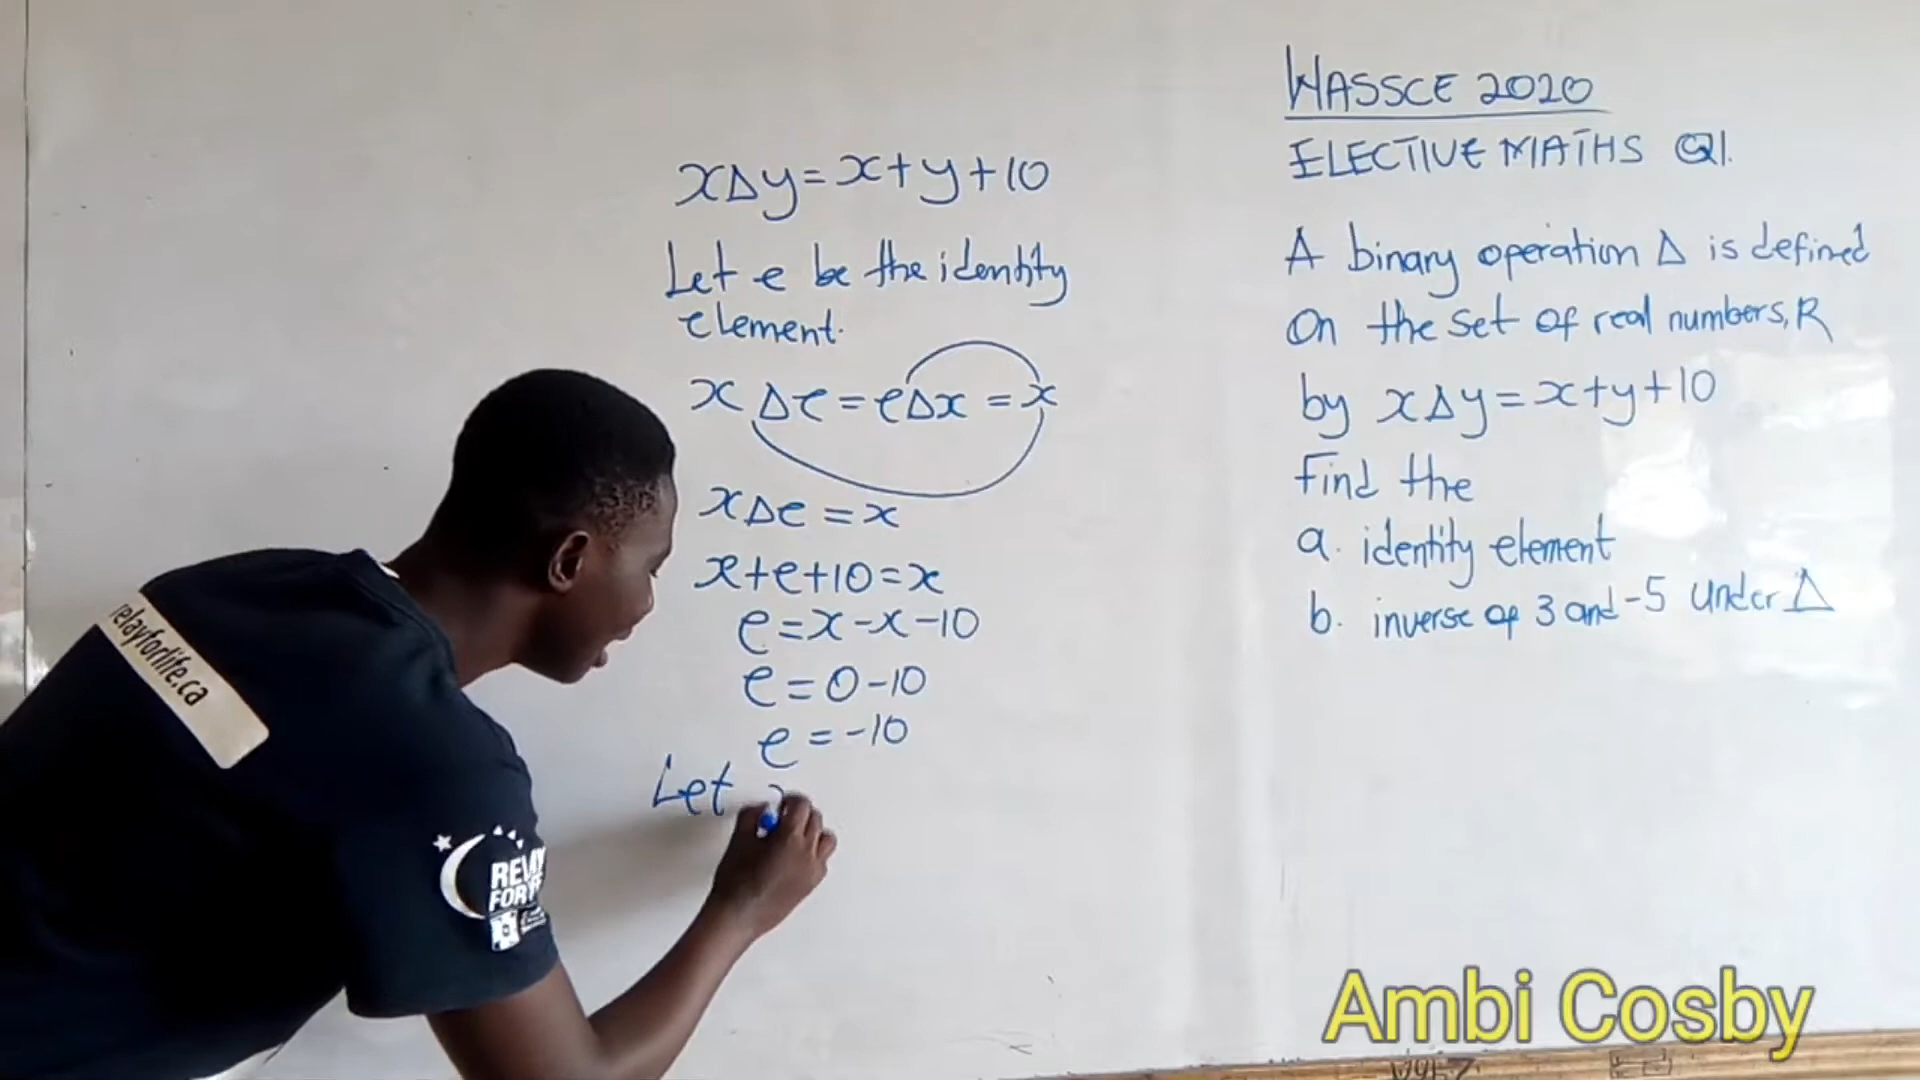 xΔy=x+y+10
Let e be the identity
element.
x Δe=eΔx =x
xΔe=x
x+e+10=x
e=x-x-10
e=0-10
e=-10
Let
WASSCE 2020
ELECTIVE MATHS Q1.
A binary operation Δ is defined
On the set of real numbers, R
by xΔy=x+y+10
Find the
a. identity element
b. inverse of 3 and -5 under Δ
relayforlife.ca
RELAY
FOR
Ambi Cosby